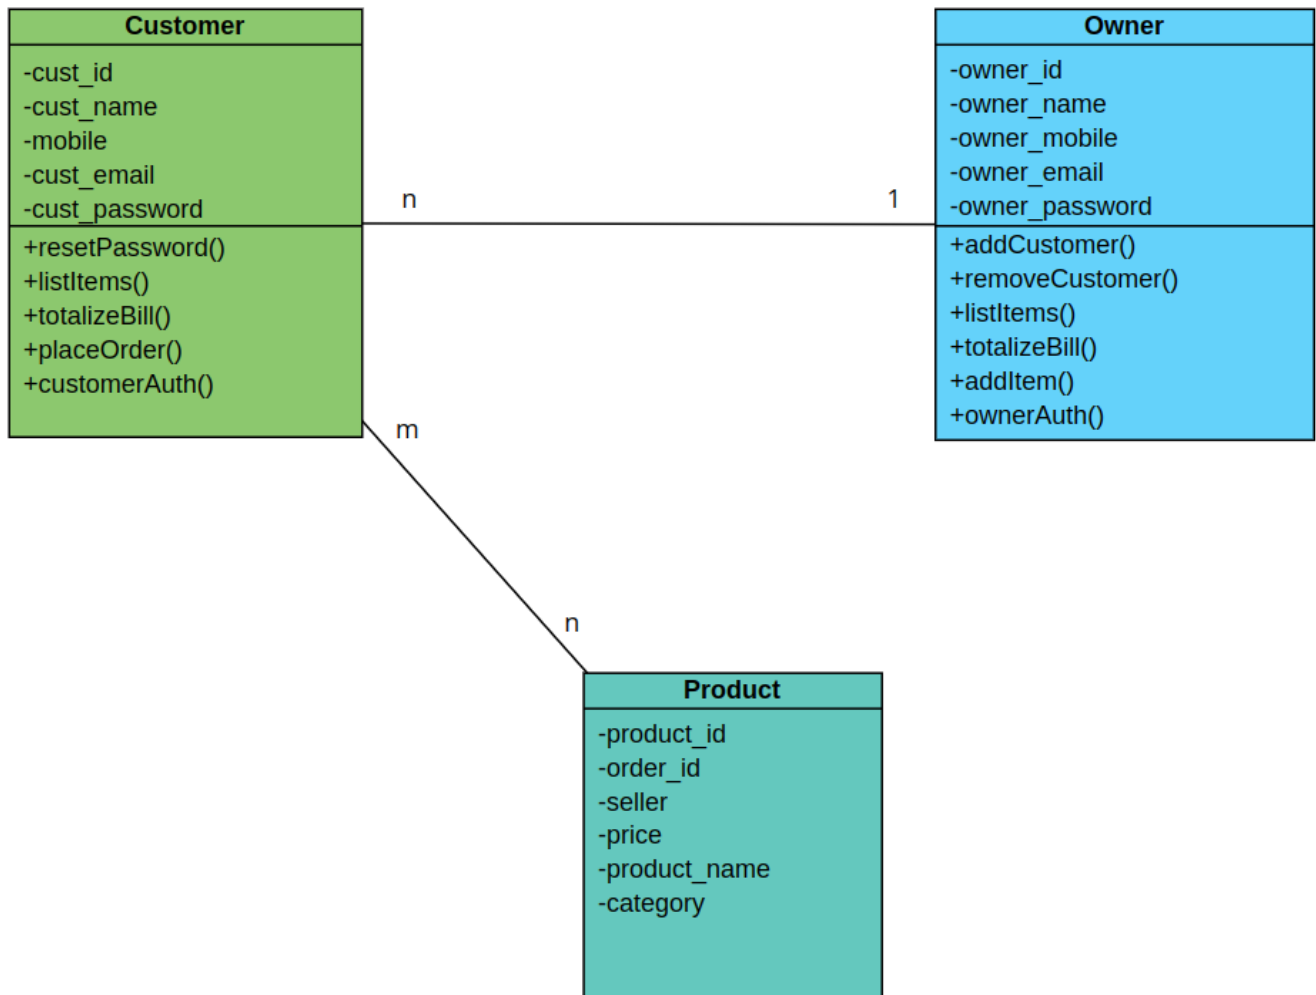 Customer
-cust_id
-cust_name
-mobile
-cust_email
-cust_password
+resetPassword()
+listItems()
+totalizeBill()
+placeOrder()
+customerAuth()
n
1
Owner
-owner_id
-owner_name
-owner_mobile
-owner_email
-owner_password
+addCustomer()
+removeCustomer()
+listItems()
+totalizeBill()
+addItem()
+ownerAuth()
m
n
Product
-product_id
-order_id
-seller
-price
-product_name
-category